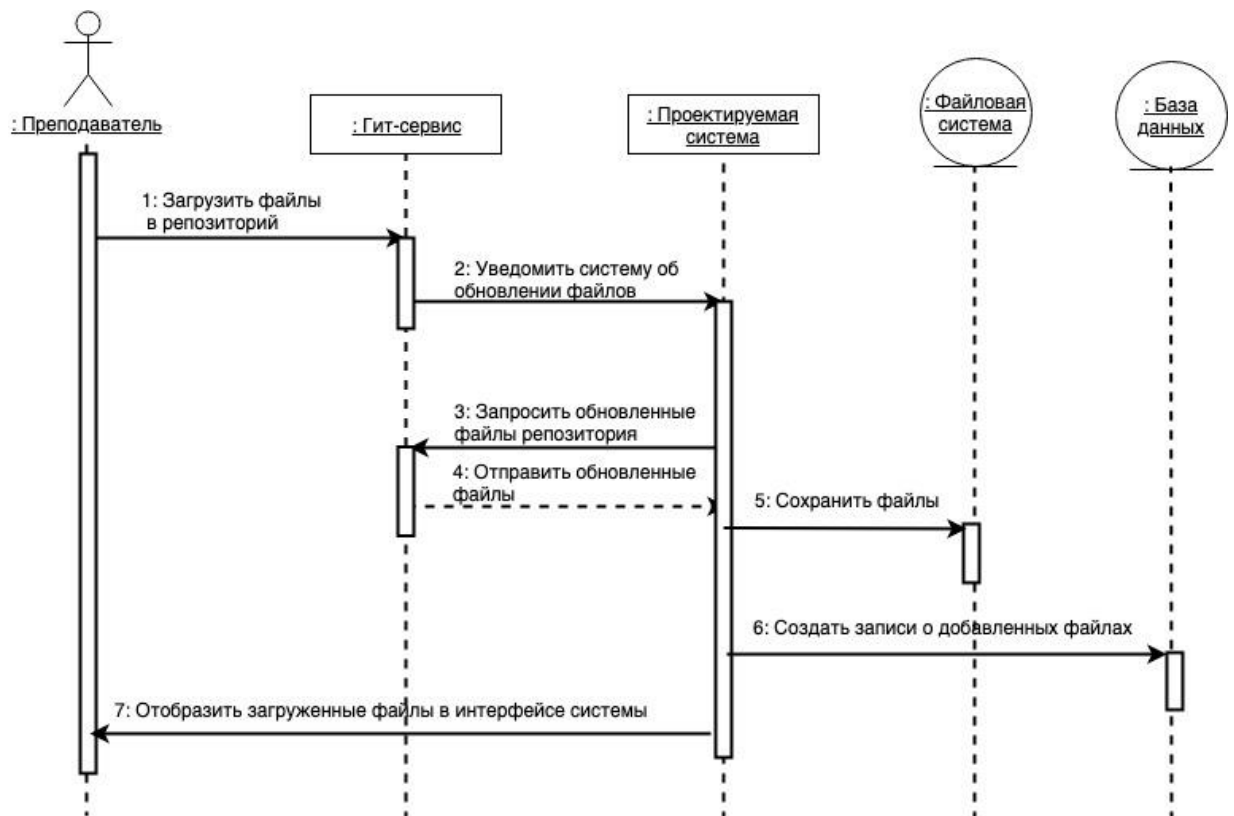 : Преподаватель
: Гит-сервис
: Проектируемая
система
: Файловая
система
: База
данных
1: Загрузить файлы
в репозиторий
2: Уведомить систему об
обновлении файлов
3: Запросить обновленные
файлы репозитория
4: Отправить обновленные
файлы
5: Сохранить файлы
6: Создать записи о добавленных файлах
7: Отобразить загруженные файлы в интерфейсе системы